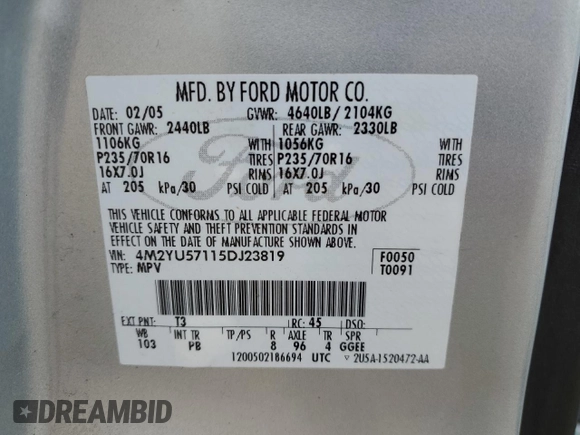 MFD. BY FORD MOTOR CO.
DATE: 02/05 GVWR: 4640LB/ 2104KG
FRONT GAWR: 2440LB REAR GAWR: 2330LB
1106KG WITH 1056KG WITH
P235/70R16 TIRES P235/70R16 TIRES
16X7.0J RIMS 16X7.0J RIMS
AT 205 kPa/30 PSI COLD AT 205 kPa/30 PSI COLD
THIS VEHICLE CONFORMS TO ALL APPLICABLE FEDERAL MOTOR
VEHICLE SAFETY AND THEFT PREVENTION STANDARDS IN
EFFECT ON THE DATE OF MANUFACTURE SHOWN ABOVE.
VIN: 4M2YU57115DJ23819 F0050
TYPE: MPV T0091
EXT PNT: T3 RC: 45 DSO:
WB INT TR TP/PS R AXLE TR SPR
103 PB 8 96 4 GGEE
1200502186694 UTC 2U5A-1520472-AA
Ford
DREAMBID